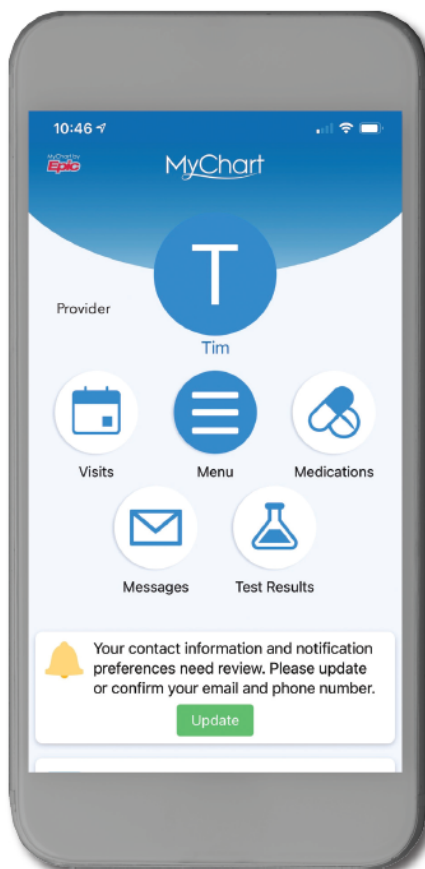 10:46
MyChart by
Epic
MyChart
T
Provider
Tim
Visits
Menu
Medications
Messages
Test Results
Your contact information and notification
preferences need review. Please update
or confirm your email and phone number.
Update